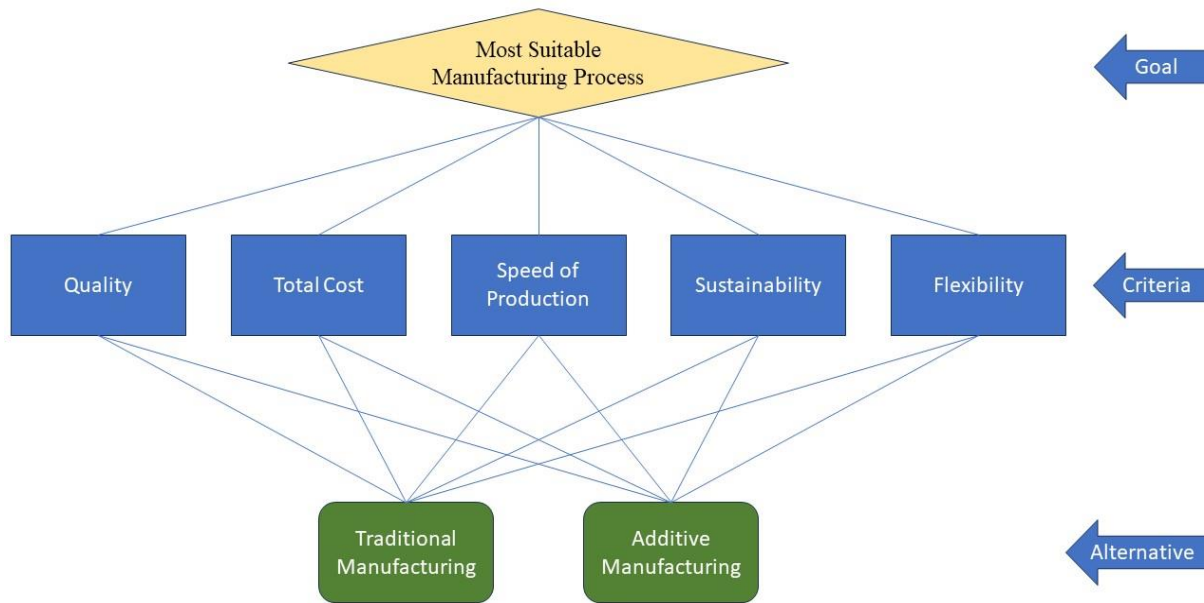 Most Suitable
Manufacturing Process
Goal
Quality
Total Cost
Speed of
Production
Sustainability
Flexibility
Criteria
Traditional
Manufacturing
Additive
Manufacturing
Alternative